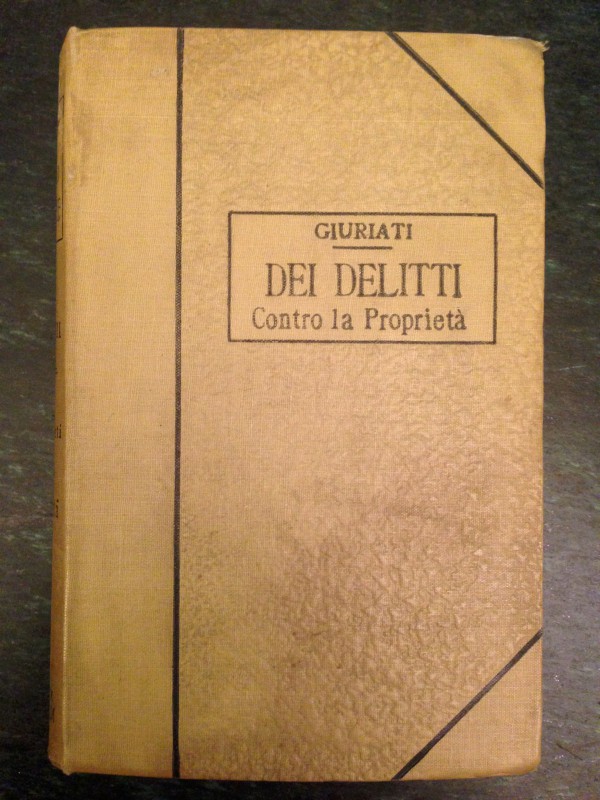 GIURIATI
DEI DELITTI
Contro la Proprietà